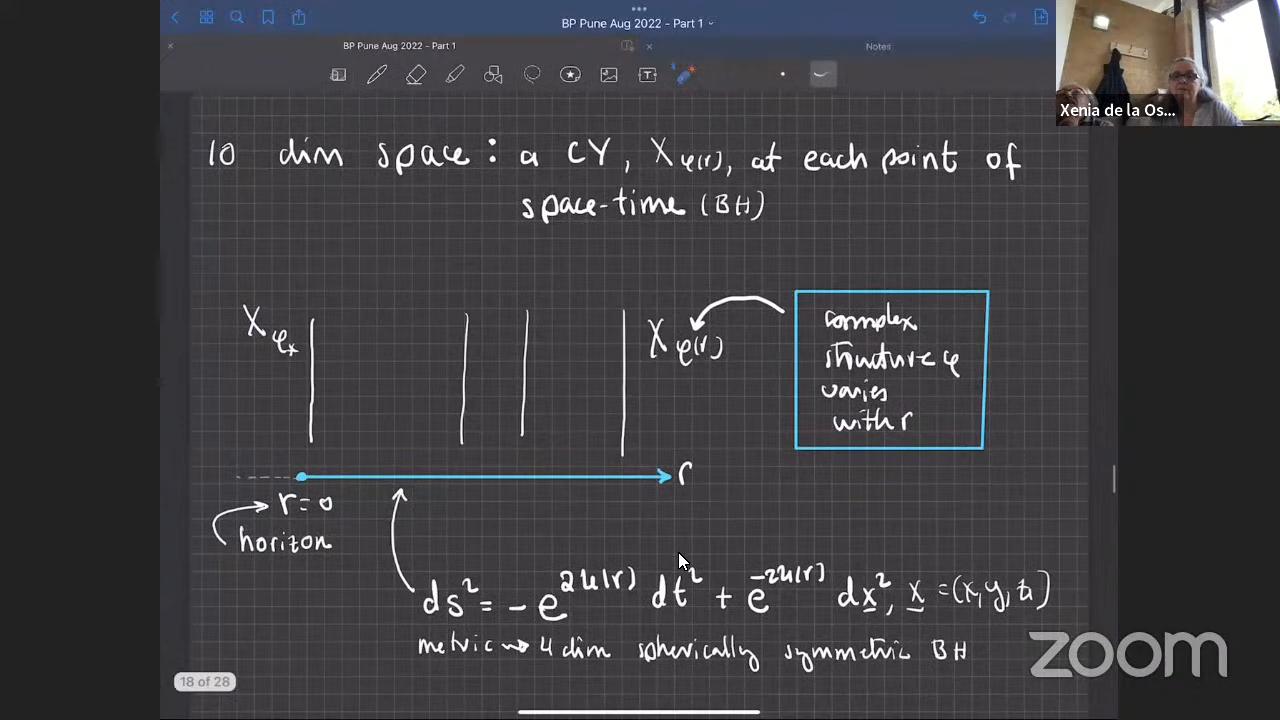 BP Pune Aug 2022 - Part 1
BP Pune Aug 2022 - Part 1
Notes
Xenia de la Os...
10 dim space: a CY, X_φ(r), at each point of
space-time (BH)
X_φ*
X_φ(r)
complex
structure φ
varies
with r
r
r=0
horizon
ds² = -e^{2u(r)} dt² + e^{-2u(r)} dx², x = (x,y,z)
metric → 4 dim spherically symmetric BH
18 of 28
zoom